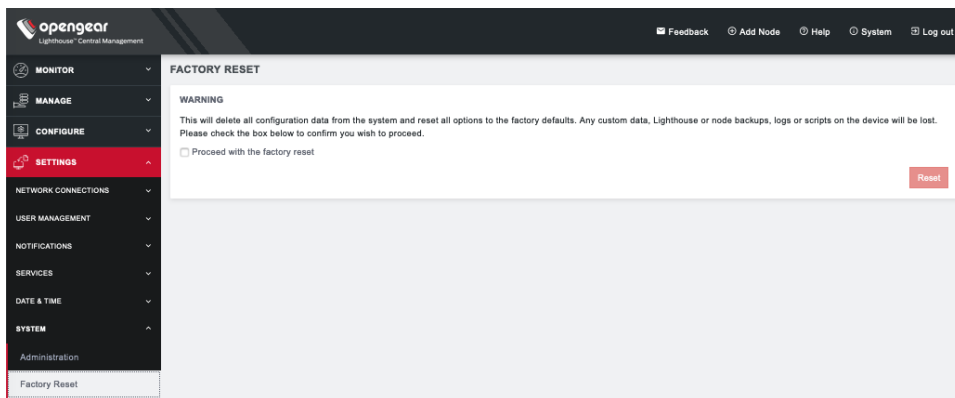 opengear
Lighthouse™ Central Management
Feedback
Add Node
Help
System
Log out
MONITOR
MANAGE
CONFIGURE
SETTINGS
NETWORK CONNECTIONS
USER MANAGEMENT
NOTIFICATIONS
SERVICES
DATE & TIME
SYSTEM
Administration
Factory Reset
FACTORY RESET
WARNING
This will delete all configuration data from the system and reset all options to the factory defaults. Any custom data, Lighthouse or node backups, logs or scripts on the device will be lost.
Please check the box below to confirm you wish to proceed.
Proceed with the factory reset
Reset